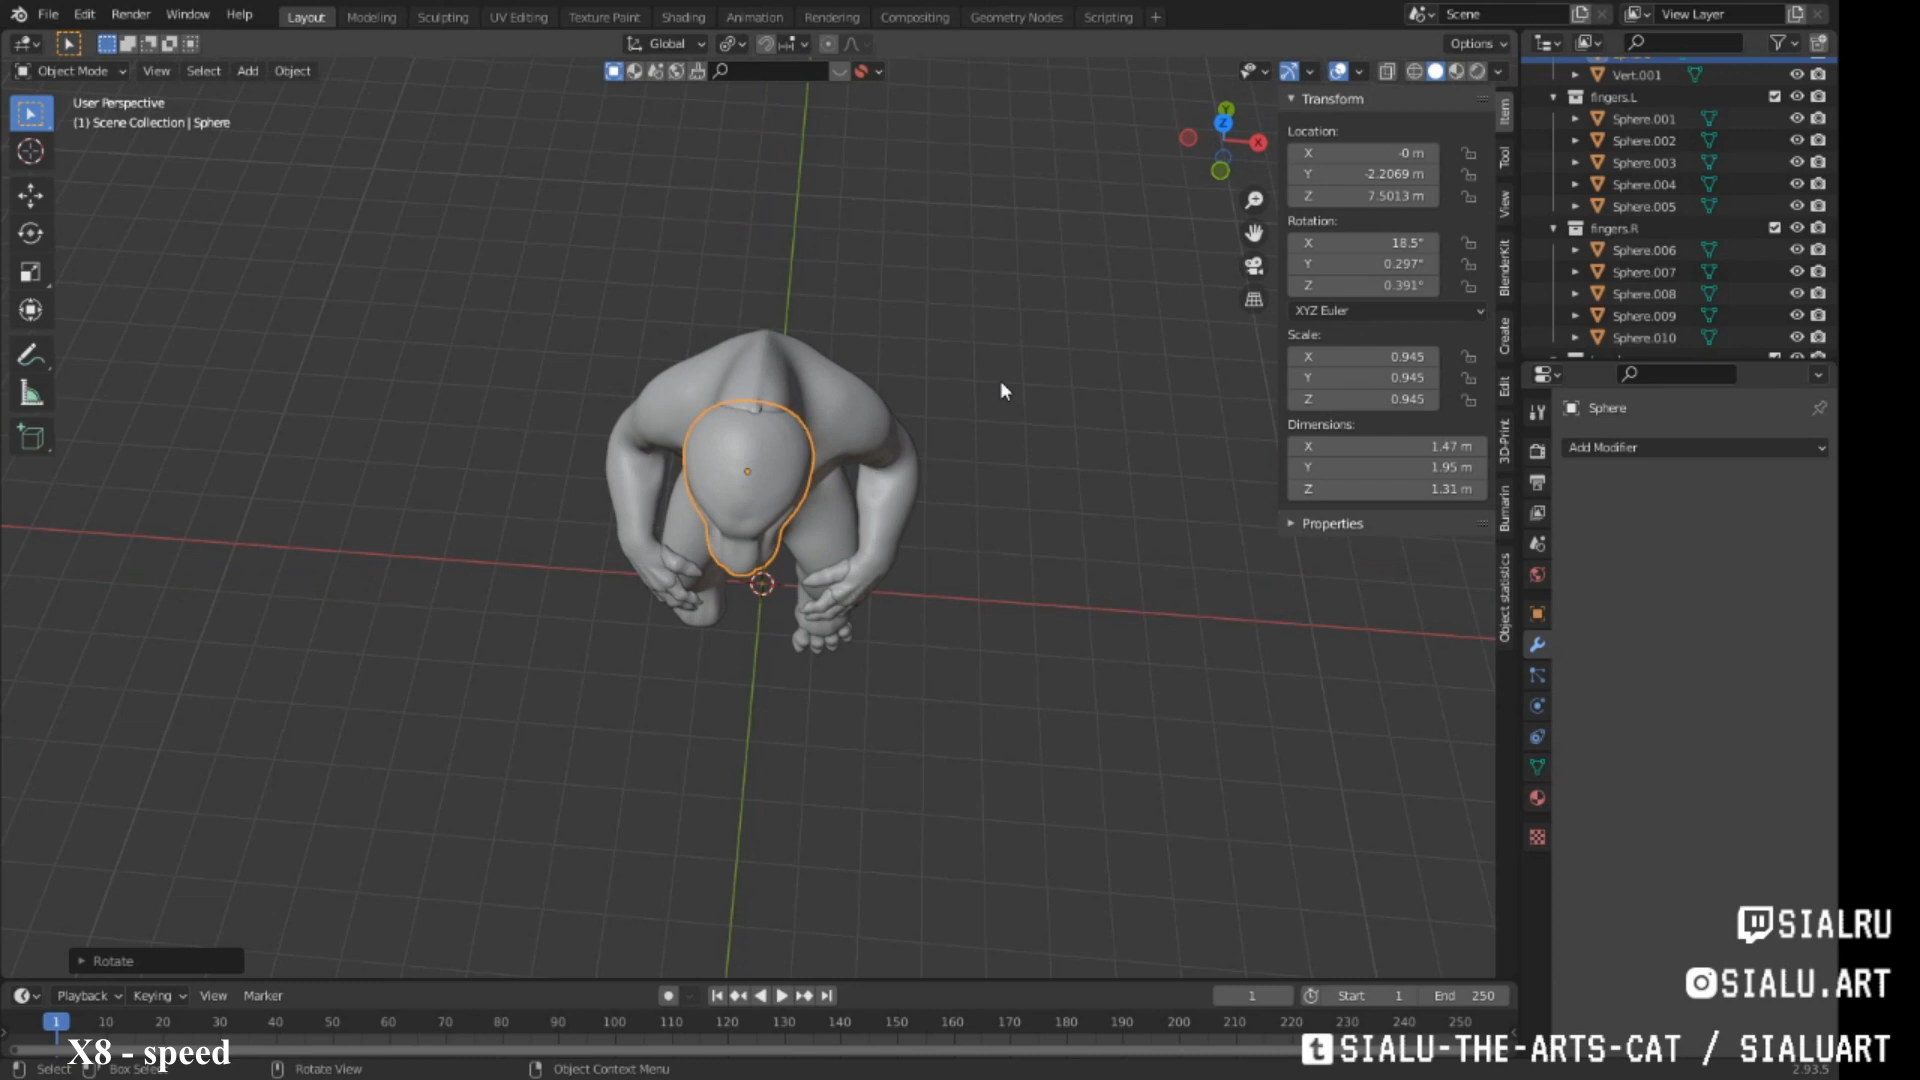 File Edit Render Window Help Layout Modeling Sculpting UV Editing Texture Paint Shading Animation Rendering Compositing Geometry Nodes Scripting + Scene View Layer
Global Options
Object Mode View Select Add Object
User Perspective
(1) Scene Collection | Sphere
Y
Z
X
Transform
Location:
X -0 m
Y -2.2069 m
Z 7.5013 m
Rotation:
X 18.5°
Y 0.297°
Z 0.391°
XYZ Euler
Scale:
X 0.945
Y 0.945
Z 0.945
Dimensions:
X 1.47 m
Y 1.95 m
Z 1.31 m
Properties
Item
Tool
View
BlenderKit
Create
Edit
3D-Print
Bumarin
Object statistics
Vert.001
fingers.L
Sphere.001
Sphere.002
Sphere.003
Sphere.004
Sphere.005
fingers.R
Sphere.006
Sphere.007
Sphere.008
Sphere.009
Sphere.010
Sphere
Add Modifier
Rotate
SIALRU
SIALU.ART
SIALU-THE-ARTS-CAT / SIALUART
Playback Keying View Marker 1 Start 1 End 250
1 10 20 30 40 50 60 70 80 90 100 110 120 130 140 150 160 170 180 190 200 210 220 230 240 250
X8 - speed
Select Box Select Rotate View Object Context Menu 2.93.5